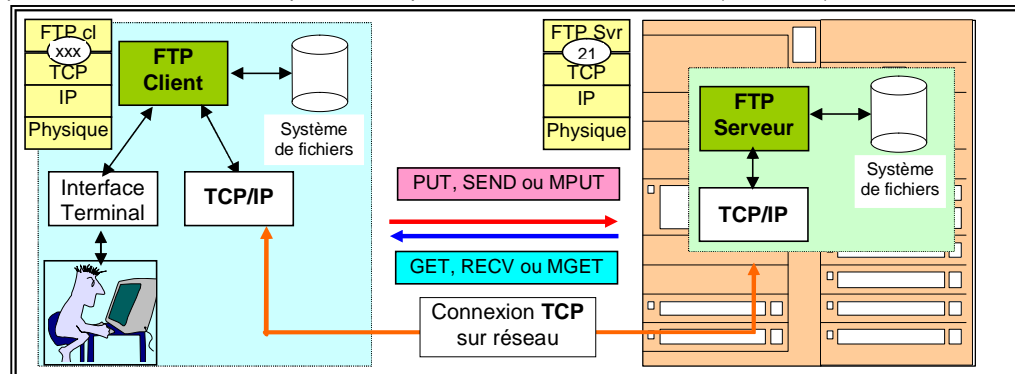 FTP cl
xxx
TCP
IP
Physique
FTP
Client
Système
de fichiers
Interface
Terminal
TCP/IP
PUT, SEND ou MPUT
GET, RECV ou MGET
Connexion TCP
sur réseau
FTP Svr
21
TCP
IP
Physique
FTP
Serveur
Système
de fichiers
TCP/IP